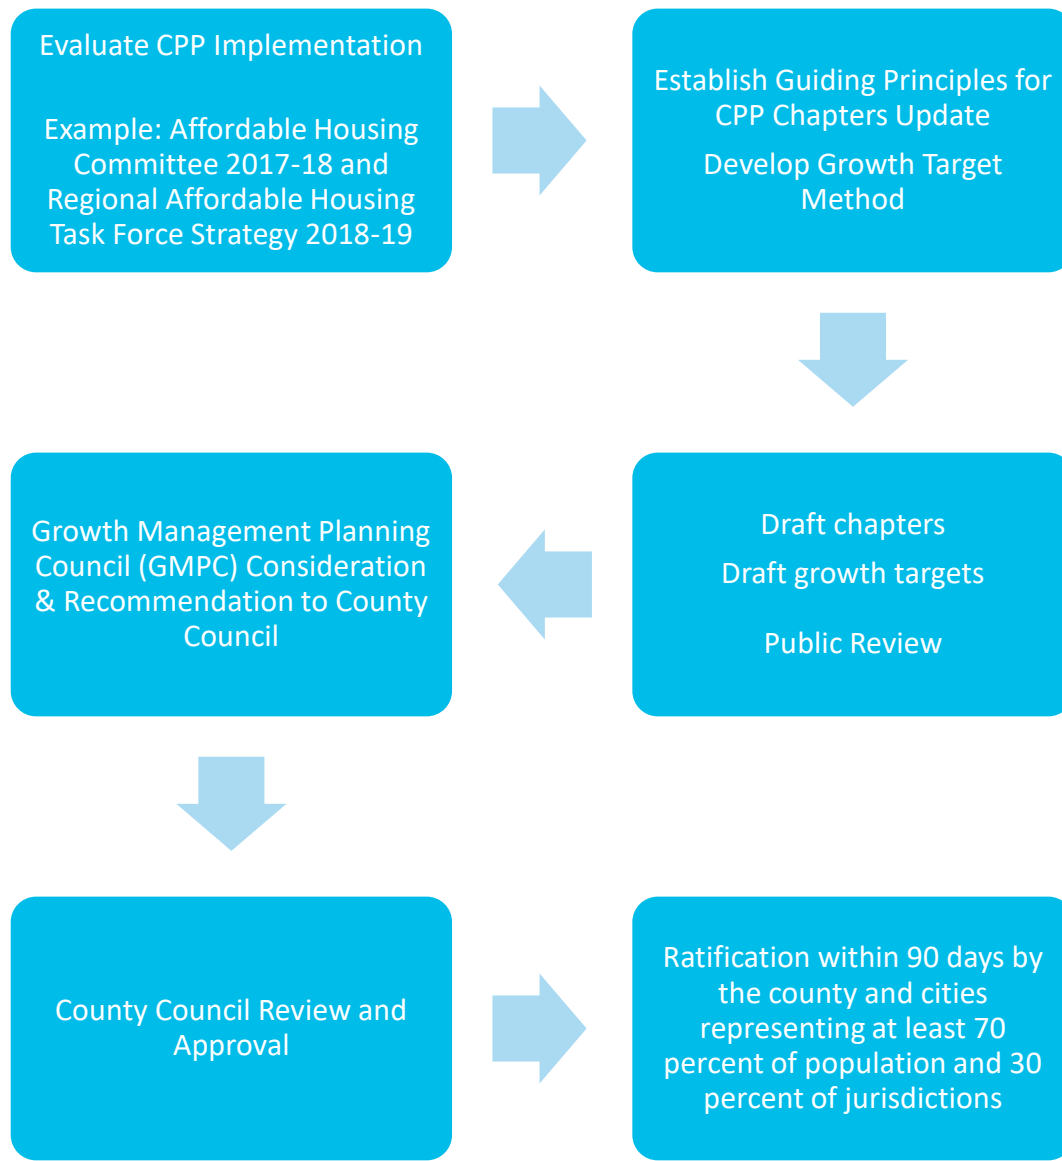 Evaluate CPP Implementation
Example: Affordable Housing
Committee 2017-18 and
Regional Affordable Housing
Task Force Strategy 2018-19
Establish Guiding Principles for
CPP Chapters Update
Develop Growth Target
Method
Draft chapters
Draft growth targets
Public Review
Growth Management Planning
Council (GMPC) Consideration
& Recommendation to County
Council
County Council Review and
Approval
Ratification within 90 days by
the county and cities
representing at least 70
percent of population and 30
percent of jurisdictions